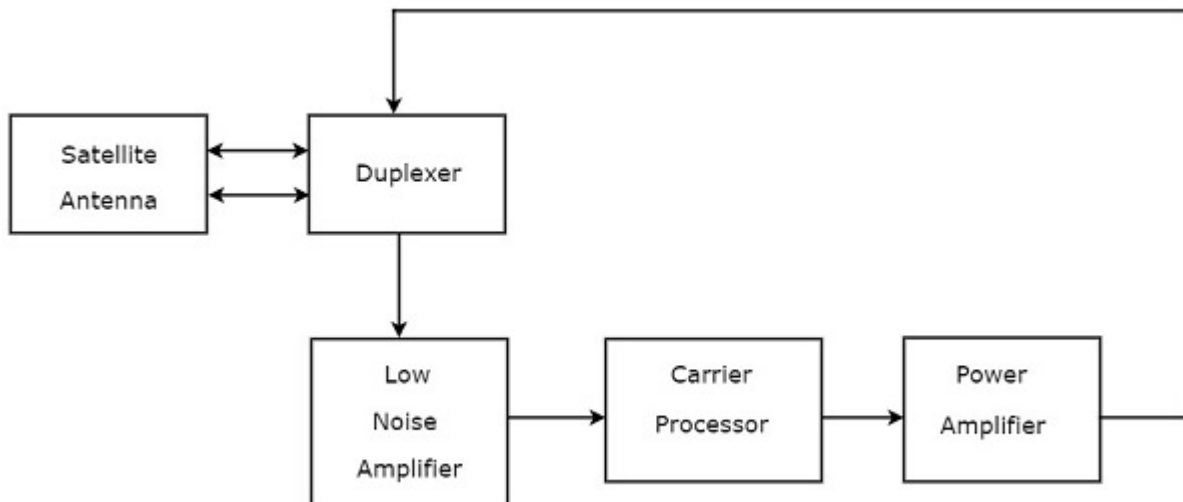 Satellite
Antenna
Duplexer
Low
Noise
Amplifier
Carrier
Processor
Power
Amplifier